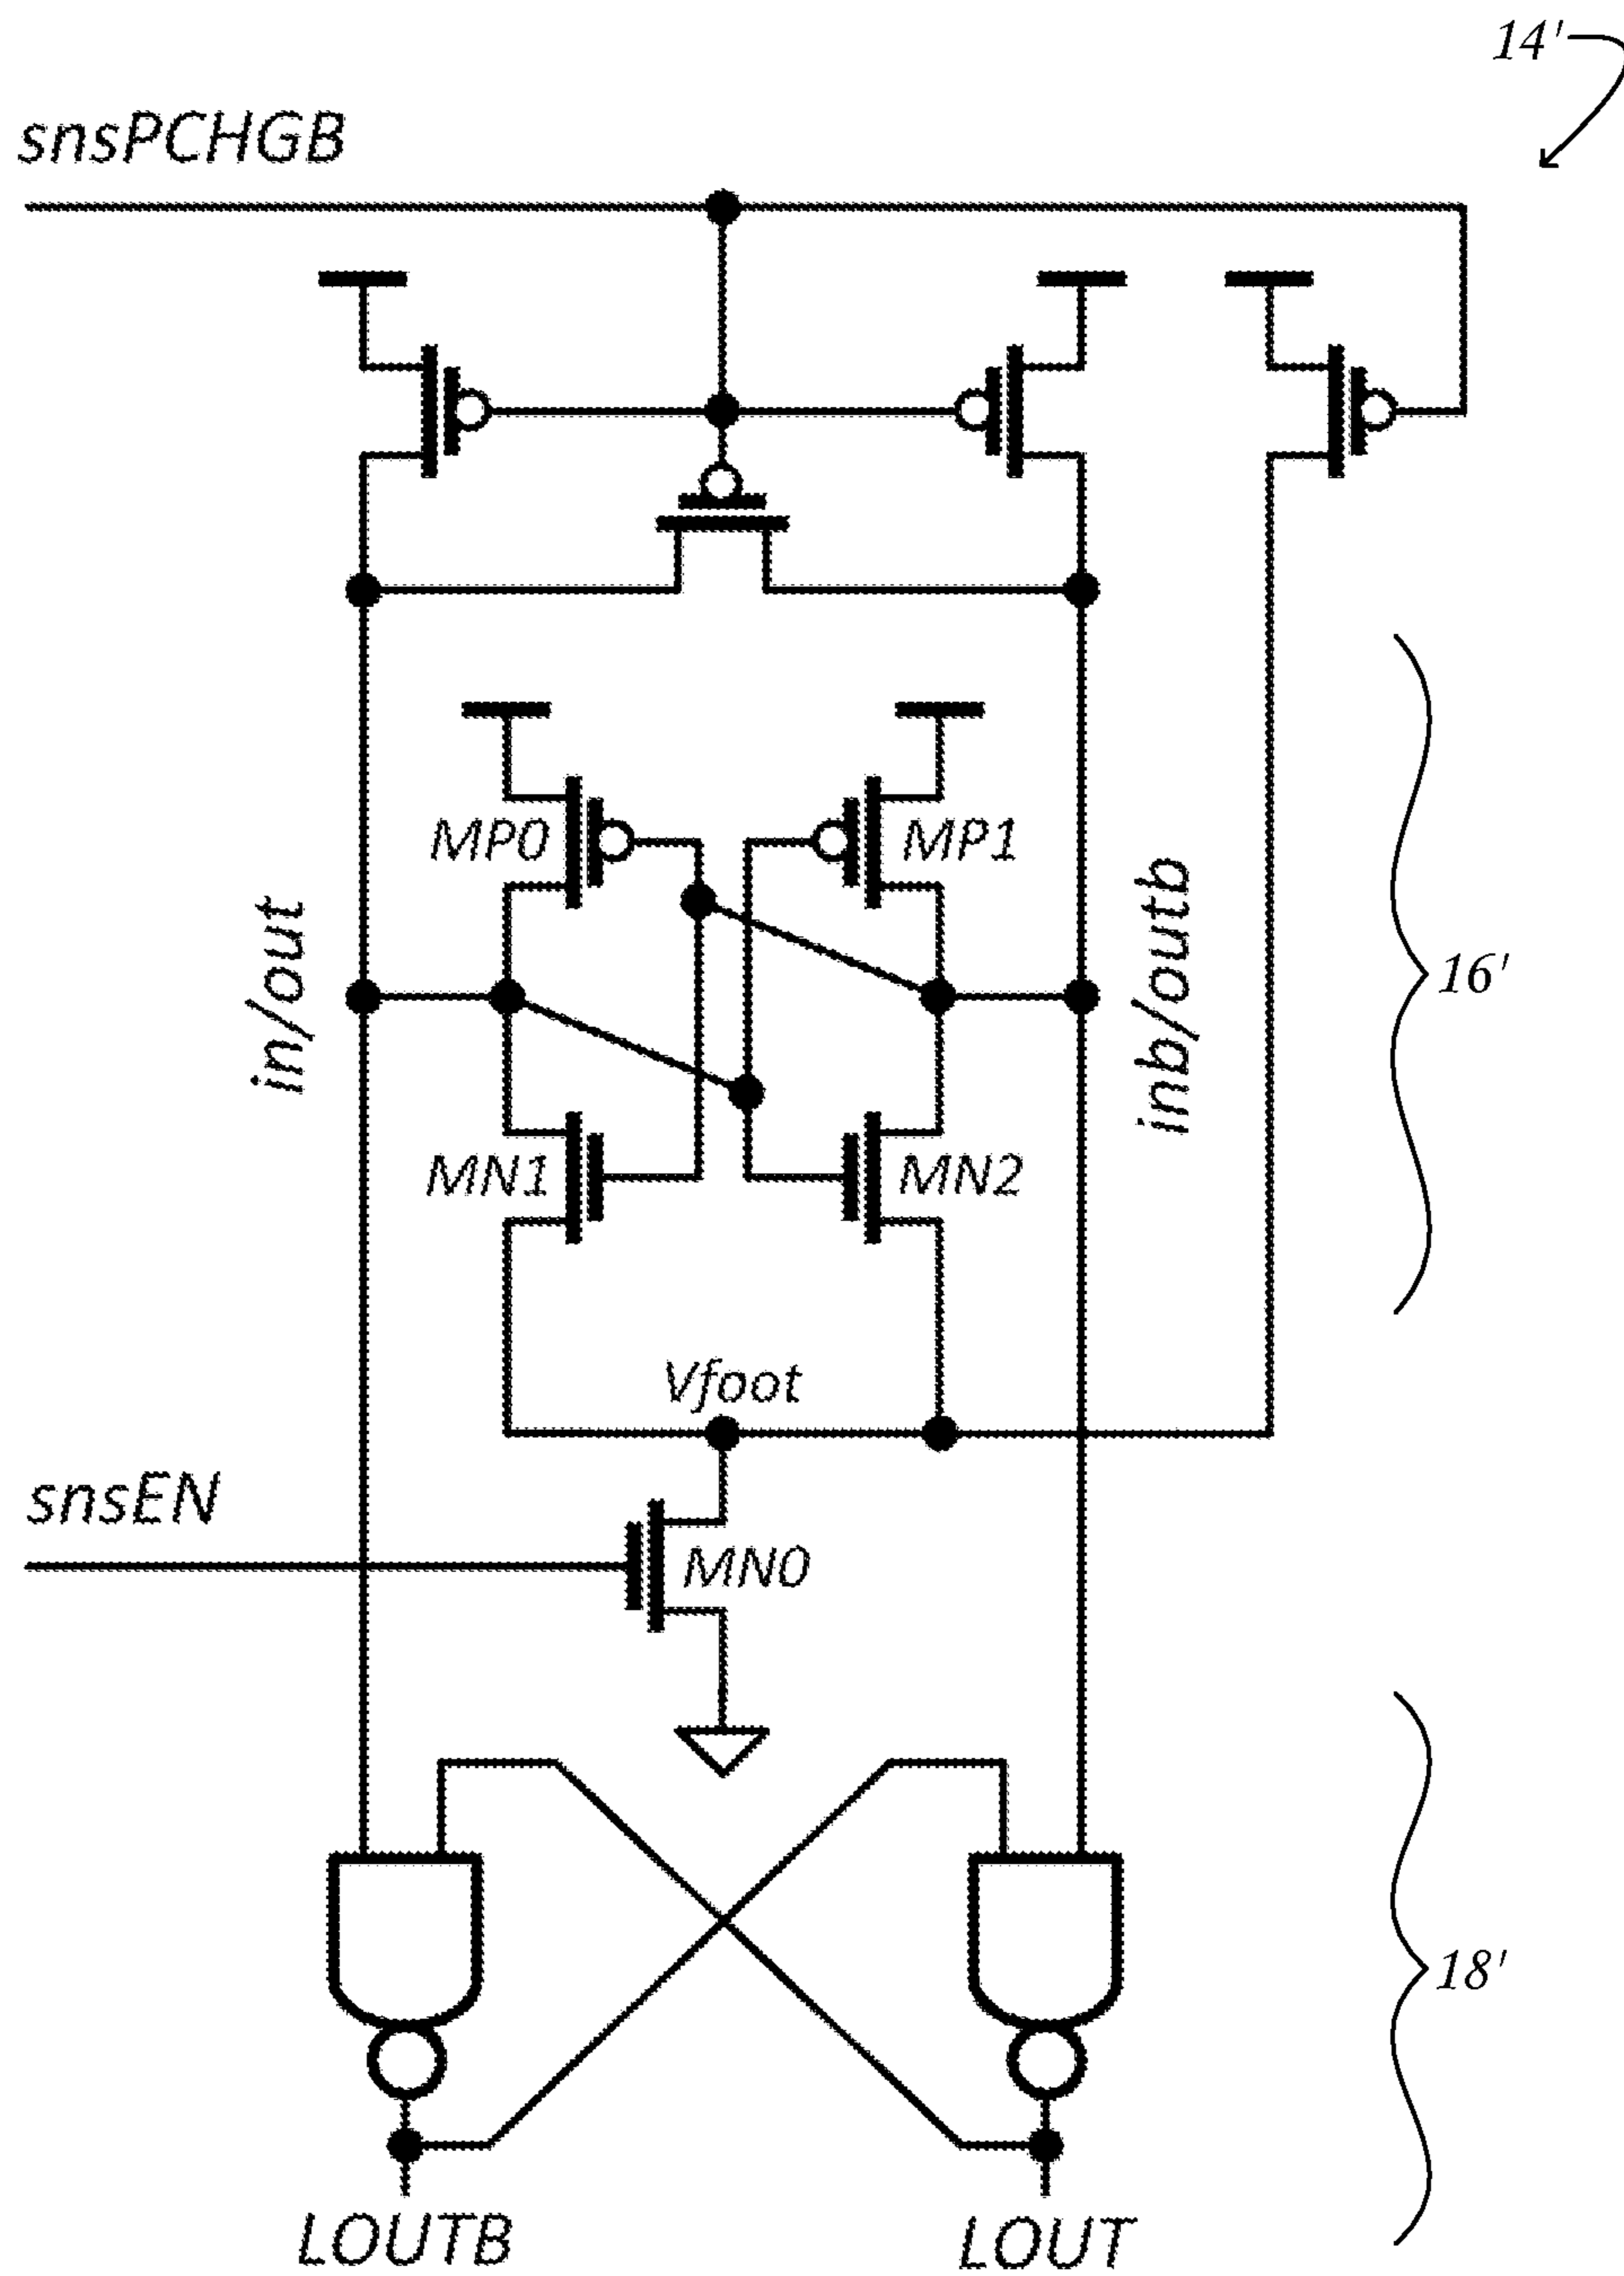 14'
snsPCHGB
MP0
MP1
in/out
inb/outb
16'
MN1
MN2
Vfoot
snsEN
MN0
18'
LOUTB
LOUT